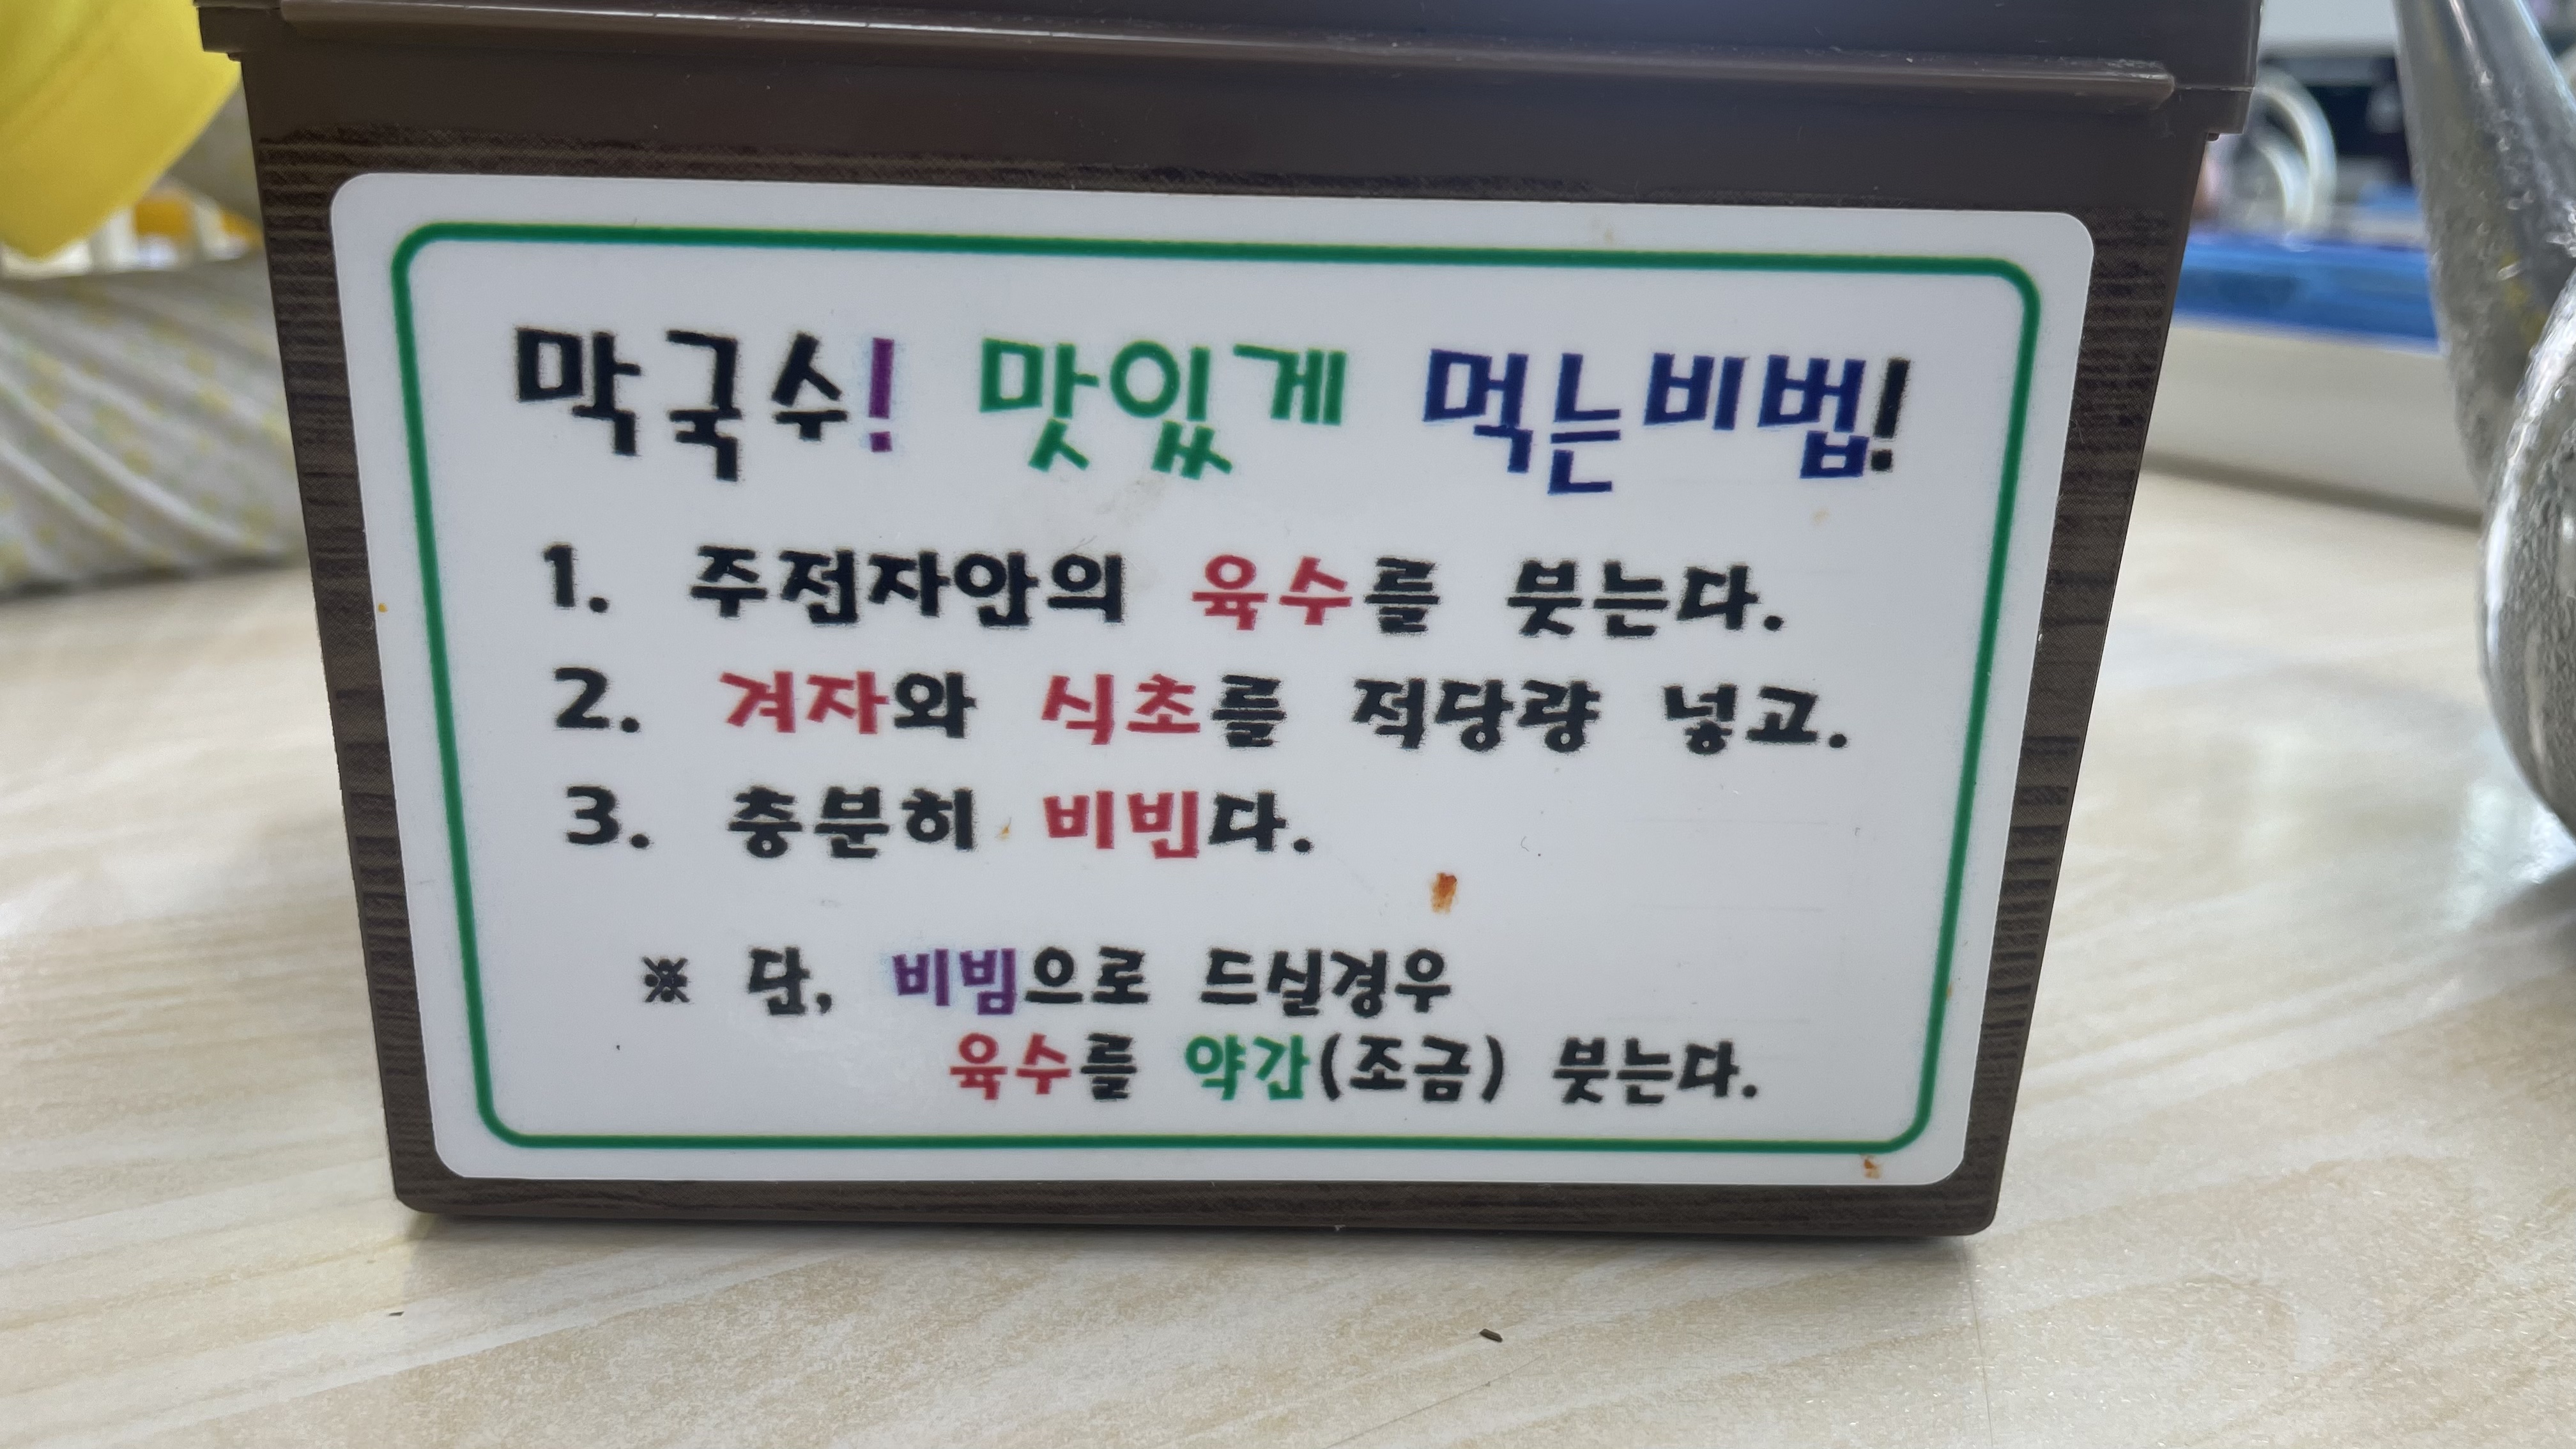 막국수! 맛있게 먹는비법!
1. 주전자안의 육수를 붓는다.
2. 겨자와 식초를 적당량 넣고.
3. 충분히 비빈다.
※ 단, 비빔으로 드실경우
육수를 약간(조금) 붓는다.